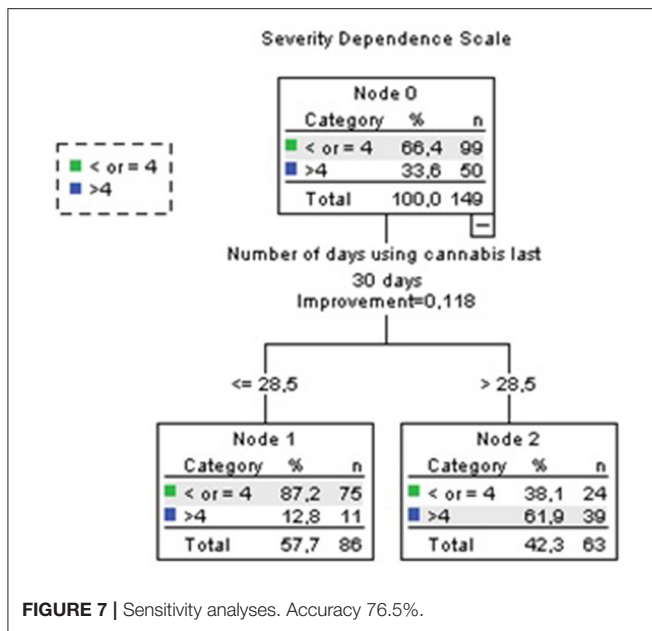 Severity Dependence Scale
Node 0
Category % n
< or = 4 66,4 99
>4 33,6 50
Total 100,0 149
< or = 4
>4
Number of days using cannabis last
30 days
Improvement=0,118
<= 28,5
> 28,5
Node 1
Category % n
< or = 4 87,2 75
>4 12,8 11
Total 57,7 86
Node 2
Category % n
< or = 4 38,1 24
>4 61,9 39
Total 42,3 63
FIGURE 7 | Sensitivity analyses. Accuracy 76.5%.